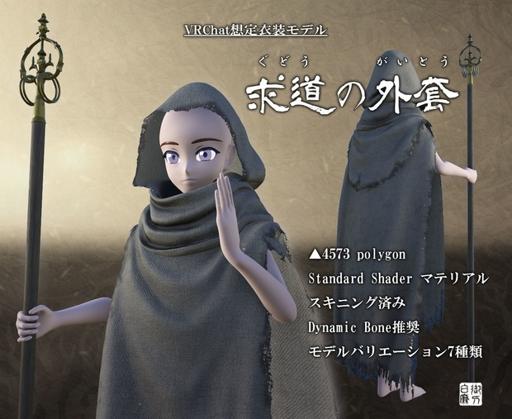 VRChat想定衣装モデル
ぐどう がいとう
求道の外套
▲4573 polygon
Standard Shader マテリアル
スキニング済み
Dynamic Bone推奨
モデルバリエーション7種類